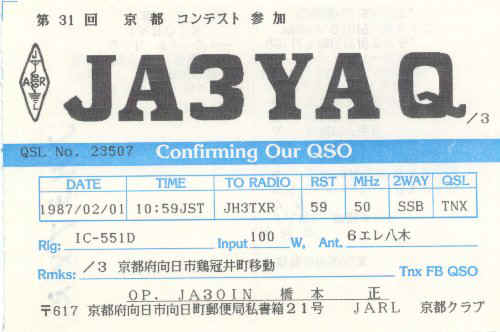 第31回 京都 コンテスト 参加
JARL
JA3YAQ/3
QSL No. 23507 Confirming Our QSO
DATE TIME TO RADIO RST MHz 2WAY QSL
1987/02/01 10:59JST JH3TXR 59 50 SSB TNX
Rig: IC-551D Input 100 W, Ant. 6エレ八木
Rmks: /3 京都府向日市鶏冠井町移動 Tnx FB QSO
OP. JA3OIN 橋本 正
〒617 京都府向日市向日町郵便局私書箱21号 JARL 京都クラブ